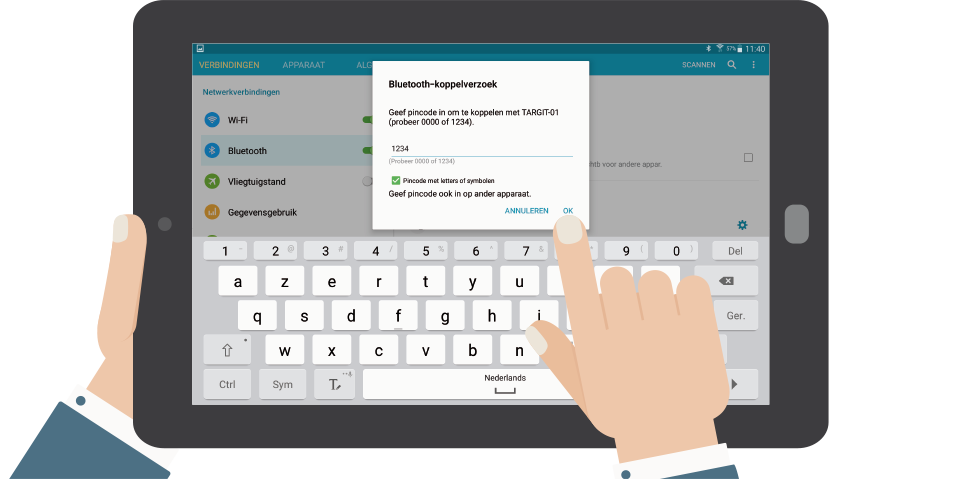 57% 11:40
VERBINDINGEN APPARAAT ALG SCANNEN
Netwerkverbindingen
Wi-Fi
Bluetooth
Vliegtuigstand
Gegevensgebruik
Bluetooth-koppelverzoek
Geef pincode in om te koppelen met TARGIT-01
(probeer 0000 of 1234).
1234
(Probeer 0000 of 1234)
Pincode met letters of symbolen
Geef pincode ook in op ander apparaat.
ANNULEREN OK
htb voor andere appar.
1 - 2 @ 3 # 4 / 5 % 6 ^ 7 & * 9 ( 0 ) Del
a z e r t y u
q s d f g h j Ger.
w x c v b n
Ctrl Sym T Nederlands